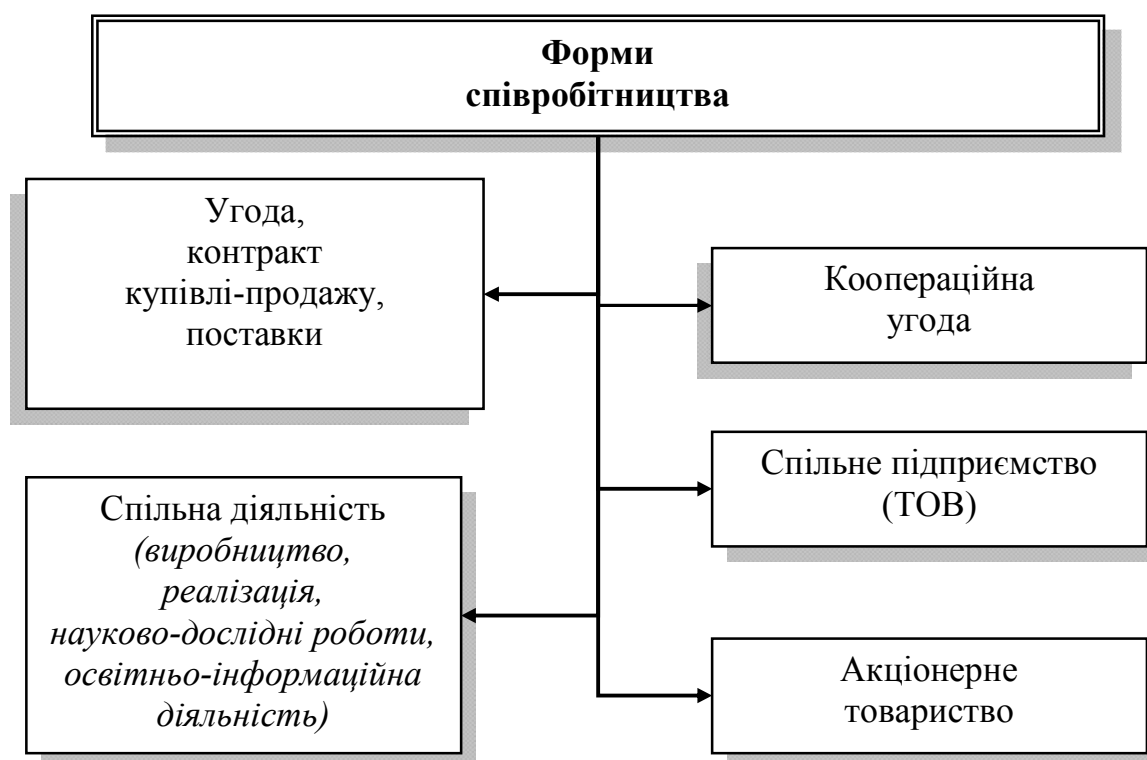 Форми
співробітництва
Угода,
контракт
купівлі-продажу,
поставки
Коопераційна
угода
Спільне підприємство
(ТОВ)
Спільна діяльність
(виробництво,
реалізація,
науково-дослідні роботи,
освітньо-інформаційна
діяльність)
Акціонерне
товариство